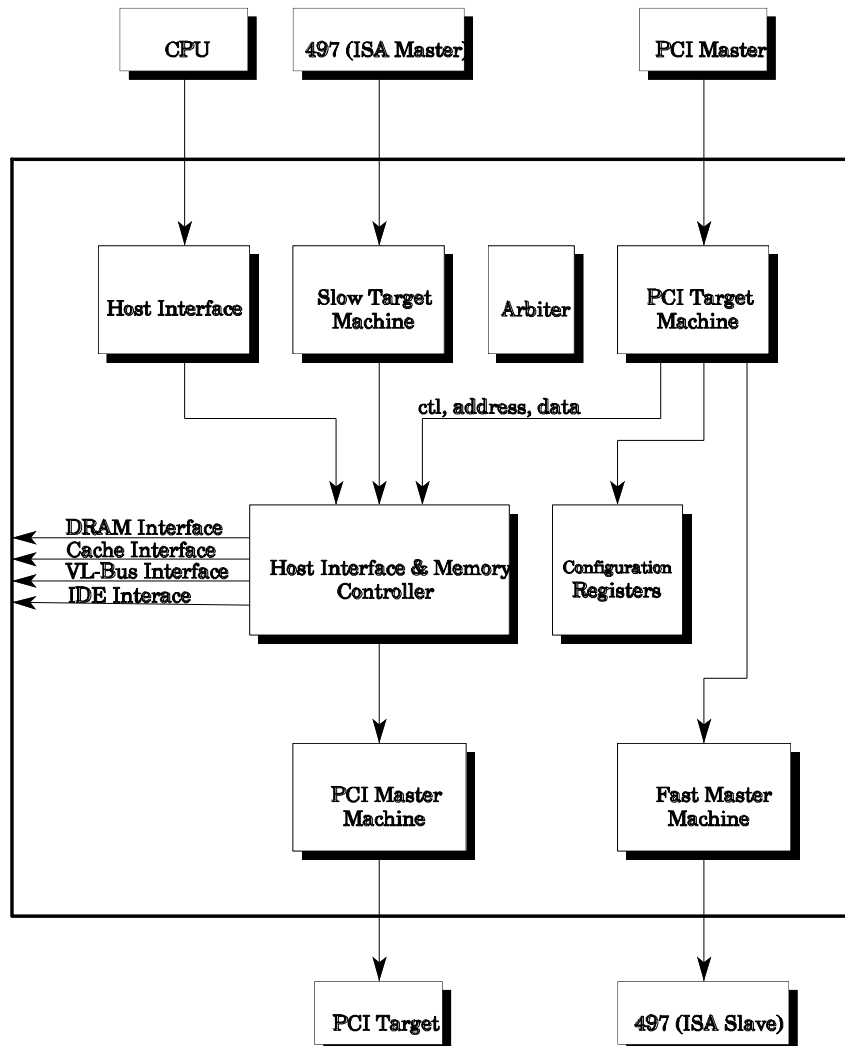 CPU
497 (ISA Master)
PCI Master
Host Interface
Slow Target
Machine
Arbiter
PCI Target
Machine
ctl, address, data
DRAM Interface
Cache Interface
VL-Bus Interface
IDE Interace
Host Interface & Memory
Controller
Configuration
Registers
PCI Master
Machine
Fast Master
Machine
PCI Target
497 (ISA Slave)